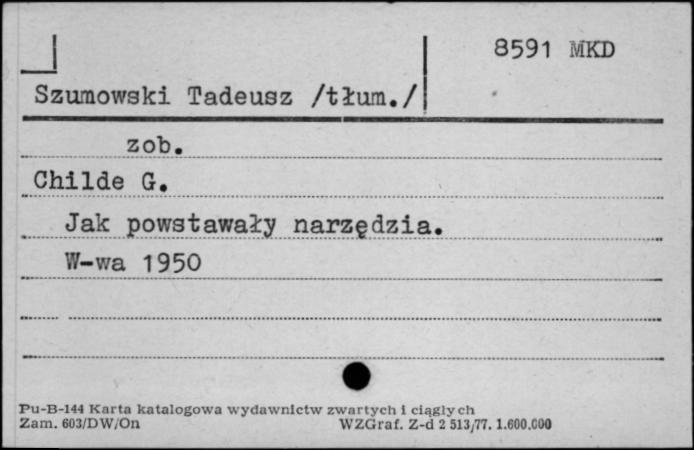 8591 MKD
Szumowski Tadeusz /tłum./
zob.
Childe G.
Jak powstawały narzędzia.
W-wa 1950
Pu-B-144 Karta katalogowa wydawnictw zwartych i ciągłych
Zam. 603/DW/On WZGraf. Z-d 2 513/77. 1.600.000